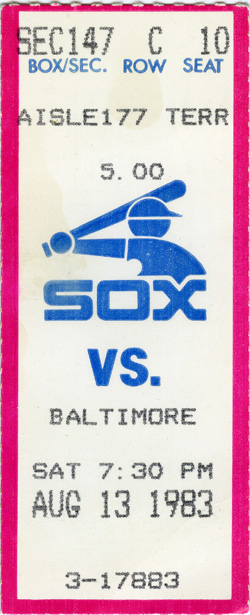 SEC147 C 10
BOX/SEC. ROW SEAT
AISLE177 TERR
5.00
SOX
VS.
BALTIMORE
SAT 7:30 PM
AUG 13 1983
3-17883